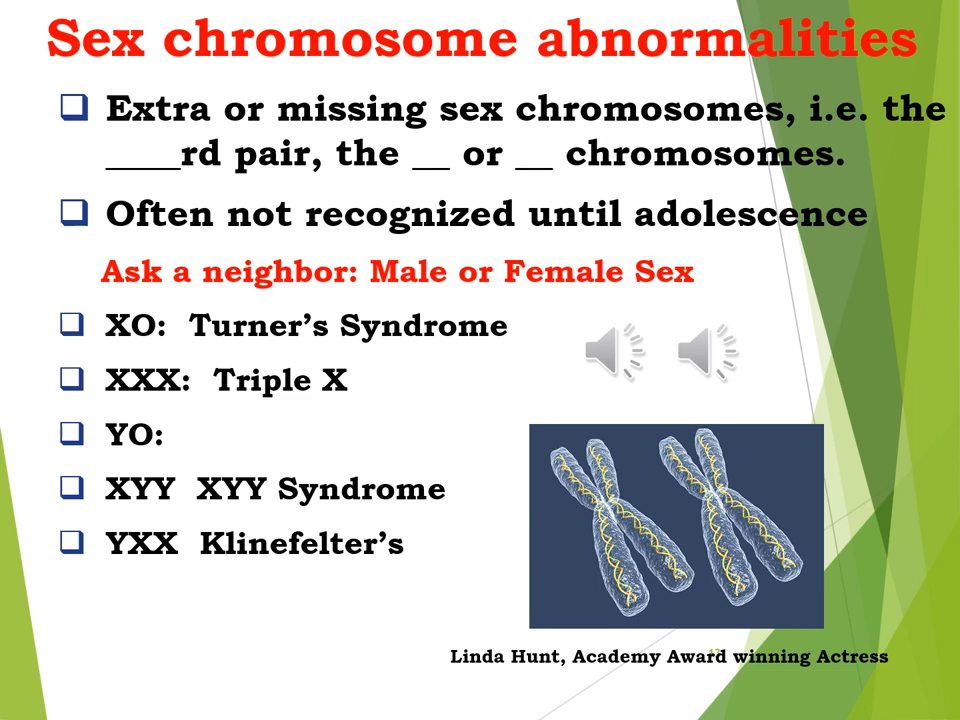 Sex chromosome abnormalities
Extra or missing sex chromosomes, i.e. the
____rd pair, the __ or __ chromosomes.
Often not recognized until adolescence
Ask a neighbor: Male or Female Sex
XO: Turner’s Syndrome
XXX: Triple X
YO:
XYY XYY Syndrome
YXX Klinefelter’s
Linda Hunt, Academy Award winning Actress